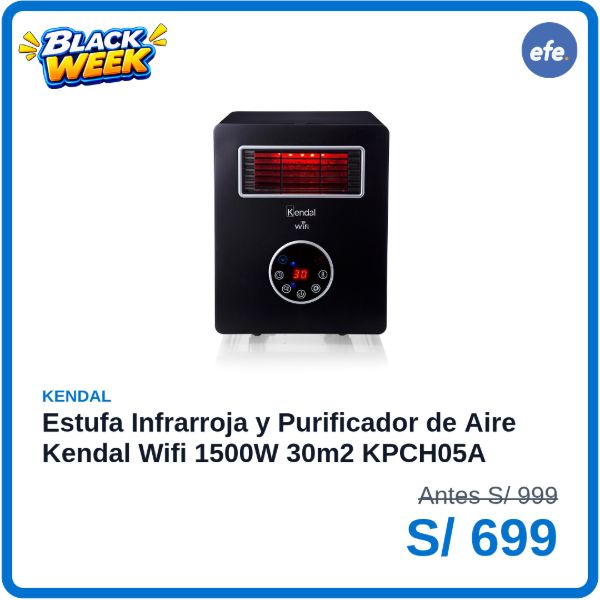 BLACK
WEEK
efe.
Kendal
Wifi
30
KENDAL
Estufa Infrarroja y Purificador de Aire
Kendal Wifi 1500W 30m2 KPCH05A
Antes S/ 999
S/ 699